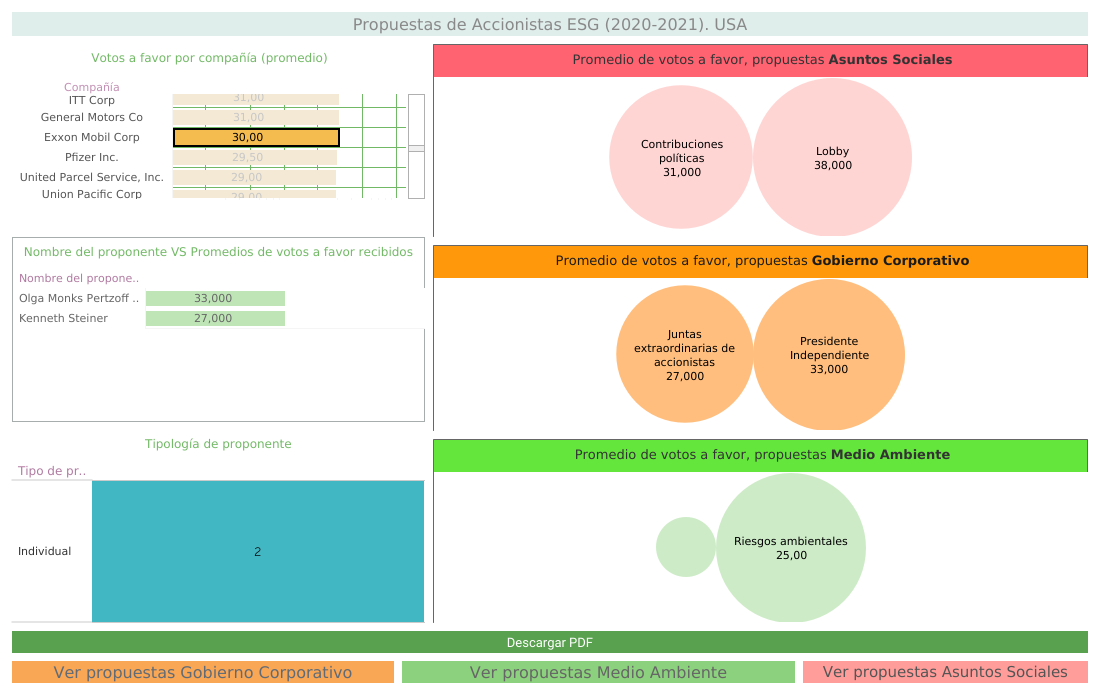 Propuestas de Accionistas ESG (2020-2021). USA
Votos a favor por compañía (promedio)
Compañía
ITT Corp 31,00
General Motors Co 31,00
Exxon Mobil Corp 30,00
Pfizer Inc. 29,50
United Parcel Service, Inc. 29,00
Union Pacific Corp 29,00
Nombre del proponente VS Promedios de votos a favor recibidos
Nombre del propone..
Olga Monks Pertzoff .. 33,000
Kenneth Steiner 27,000
Tipología de proponente
Tipo de pr..
Individual 2
Promedio de votos a favor, propuestas Asuntos Sociales
Contribuciones
políticas
31,000
Lobby
38,000
Promedio de votos a favor, propuestas Gobierno Corporativo
Juntas
extraordinarias de
accionistas
27,000
Presidente
Independiente
33,000
Promedio de votos a favor, propuestas Medio Ambiente
Riesgos ambientales
25,00
Descargar PDF
Ver propuestas Gobierno Corporativo
Ver propuestas Medio Ambiente
Ver propuestas Asuntos Sociales